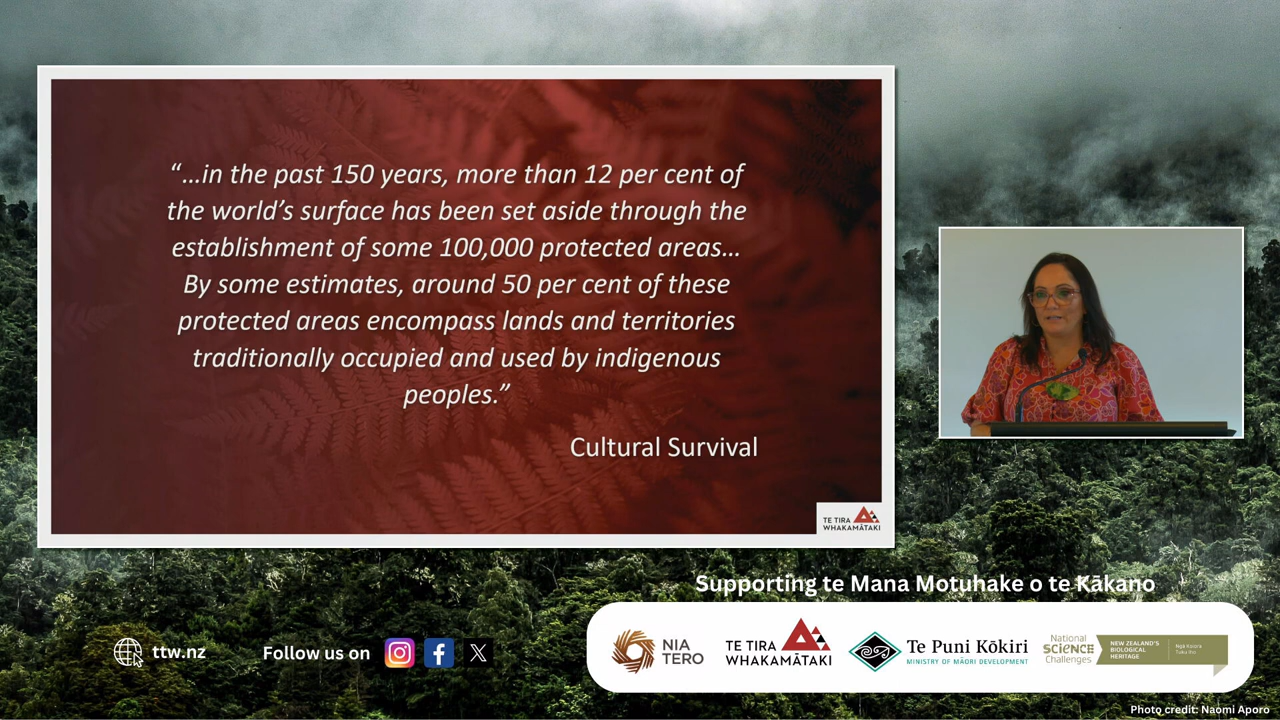 “…in the past 150 years, more than 12 per cent of
the world’s surface has been set aside through the
establishment of some 100,000 protected areas…
By some estimates, around 50 per cent of these
protected areas encompass lands and territories
traditionally occupied and used by indigenous
peoples.”
Cultural Survival
TE TIRA
WHAKAMĀTAKI
Supporting te Mana Motuhake o te Kākano
ttw.nz
Follow us on
NIA
TERO
TE TIRA
WHAKAMĀTAKI
Te Puni Kōkiri
MINISTRY OF MĀORI DEVELOPMENT
National
SCiENCE
Challenges
NEW ZEALAND'S
BIOLOGICAL
HERITAGE
Ngā Koiora
Tuku Iho
Photo credit: Naomi Aporo